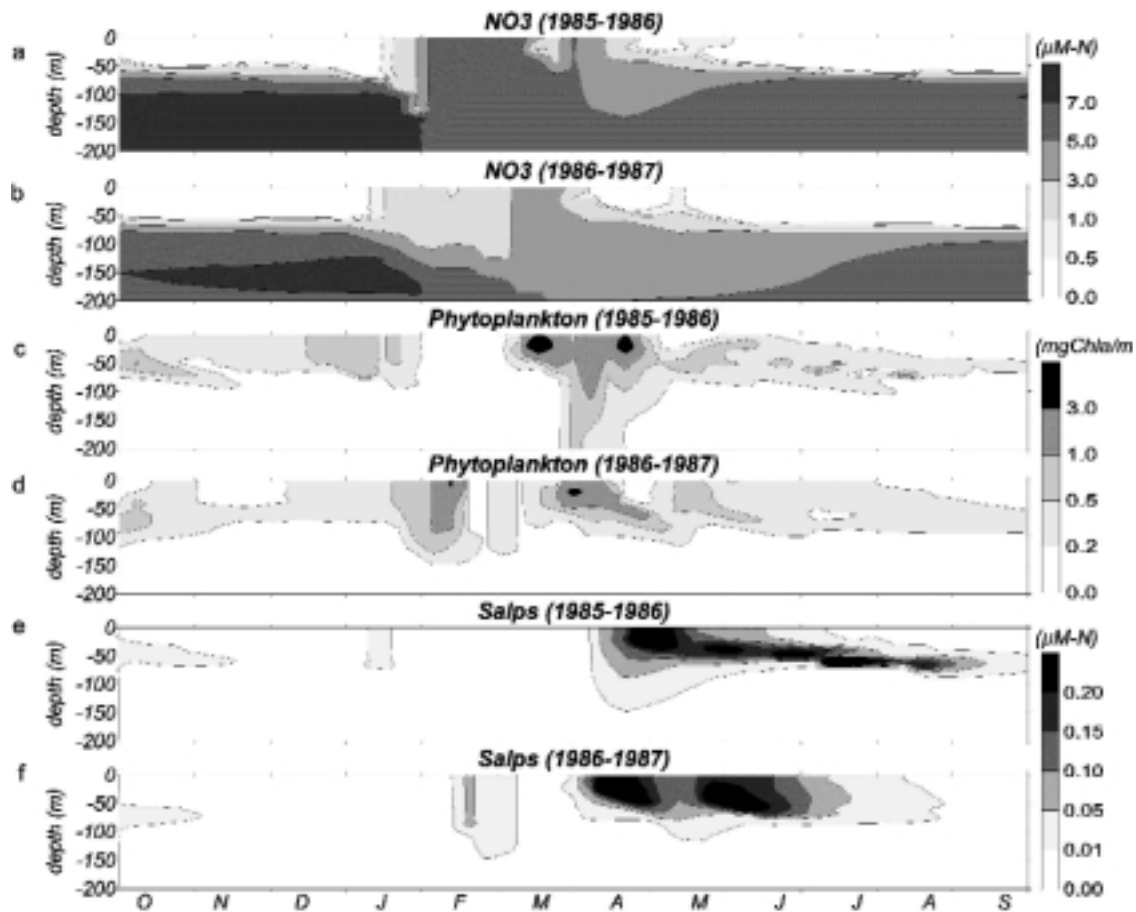 NO3 (1985-1986)
a
depth (m)
0
-50
-100
-150
-200
(µM-N)
7.0
5.0
3.0
1.0
0.5
0.0
NO3 (1986-1987)
b
depth (m)
0
-50
-100
-150
-200
Phytoplankton (1985-1986)
c
depth (m)
0
-50
-100
-150
-200
(mgChla/m
3.0
1.0
0.5
0.2
0.0
Phytoplankton (1986-1987)
d
depth (m)
0
-50
-100
-150
-200
Salps (1985-1986)
e
depth (m)
0
-50
-100
-150
-200
(µM-N)
0.20
0.15
0.10
0.05
0.01
0.00
Salps (1986-1987)
f
depth (m)
0
-50
-100
-150
-200
O N D J F M A M J J A S